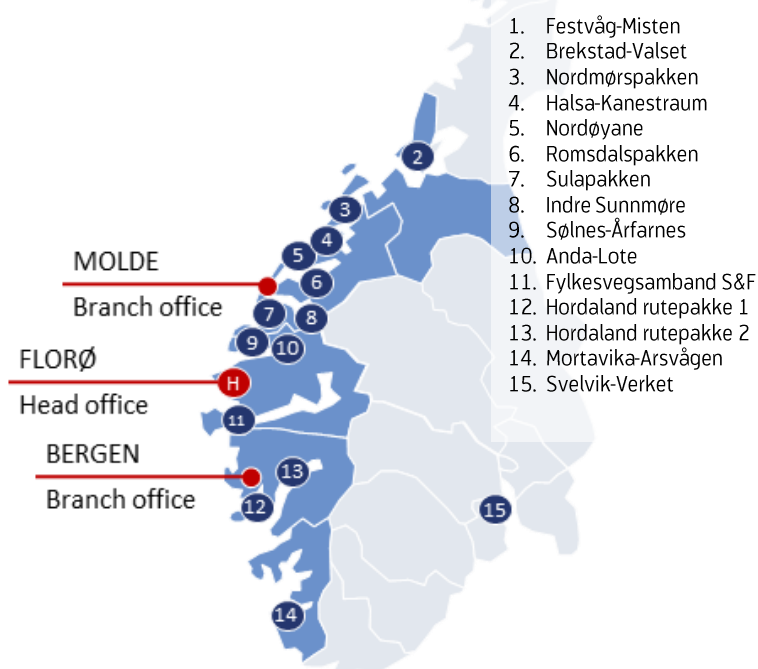 1. Festvåg-Misten
2. Brekstad-Valset
3. Nordmørspakken
4. Halsa-Kanestraum
5. Nordøyane
6. Romsdalspakken
7. Sulapakken
8. Indre Sunnmøre
9. Sølnes-Årfarnes
10. Anda-Lote
11. Fylkesvegsamband S&F
12. Hordaland rutepakke 1
13. Hordaland rutepakke 2
14. Mortavika-Arsvågen
15. Svelvik-Verket
2
3
4
5
6
MOLDE
Branch office
7
8
9
10
FLORØ
H
Head office
11
BERGEN
Branch office
13
12
15
14